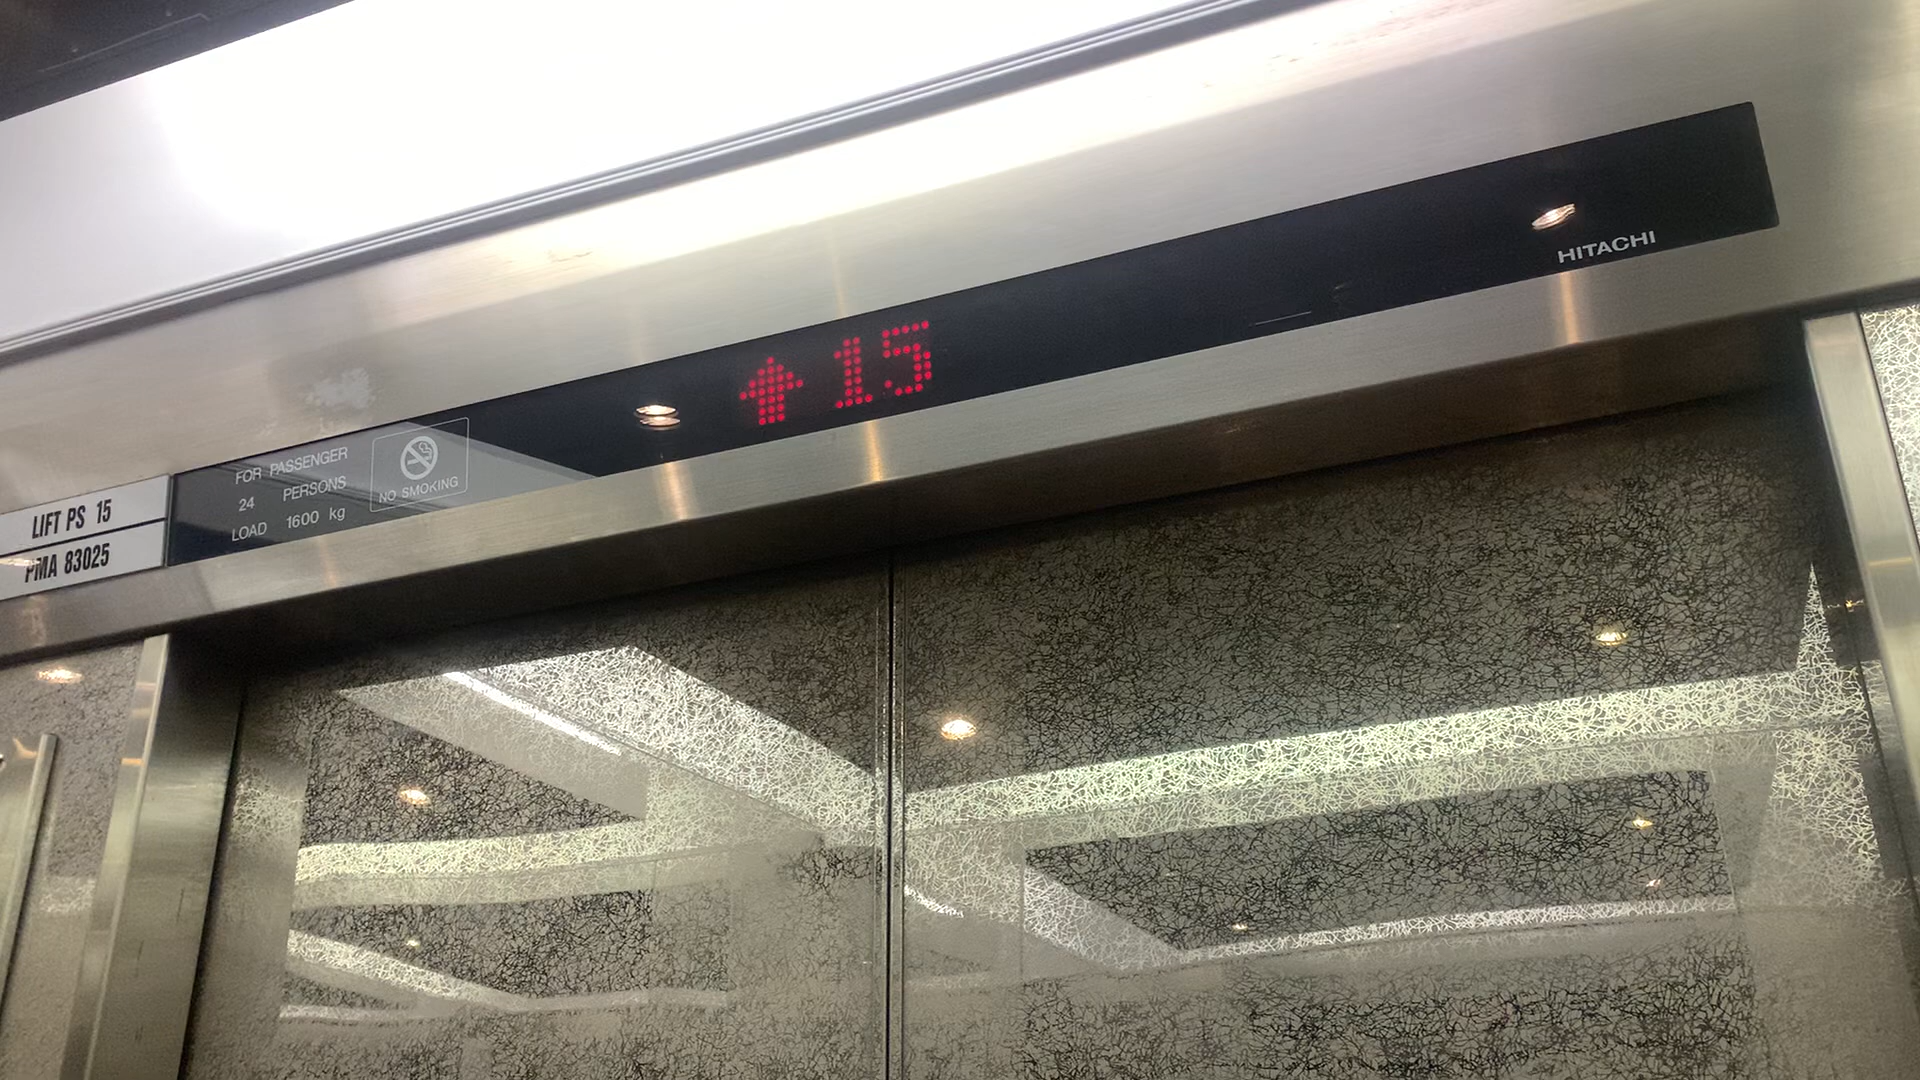 LIFT PS 15
PMA 83025
FOR PASSENGER
24 PERSONS
LOAD 1600 kg
NO SMOKING
↑ 15
HITACHI